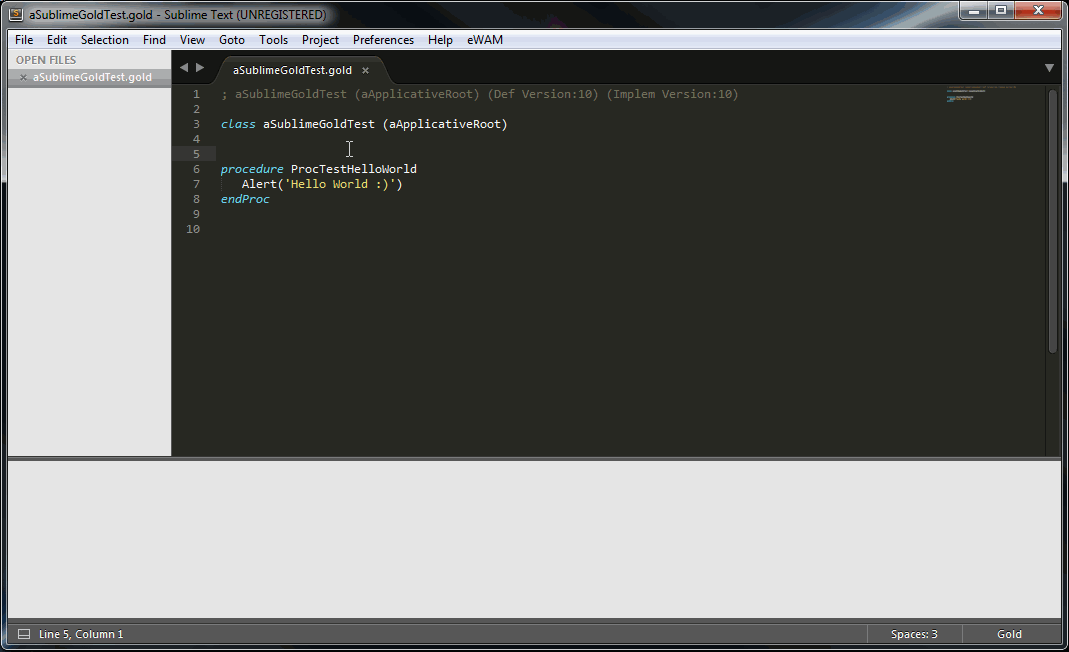 aSublimeGoldTest.gold - Sublime Text (UNREGISTERED)
File Edit Selection Find View Goto Tools Project Preferences Help eWAM
OPEN FILES
aSublimeGoldTest.gold
aSublimeGoldTest.gold
1 ; aSublimeGoldTest (aApplicativeRoot) (Def Version:10) (Implem Version:10)
2
3 class aSublimeGoldTest (aApplicativeRoot)
4
5
6 procedure ProcTestHelloWorld
7 Alert('Hello World :)')
8 endProc
9
10
Line 5, Column 1 Spaces: 3 Gold